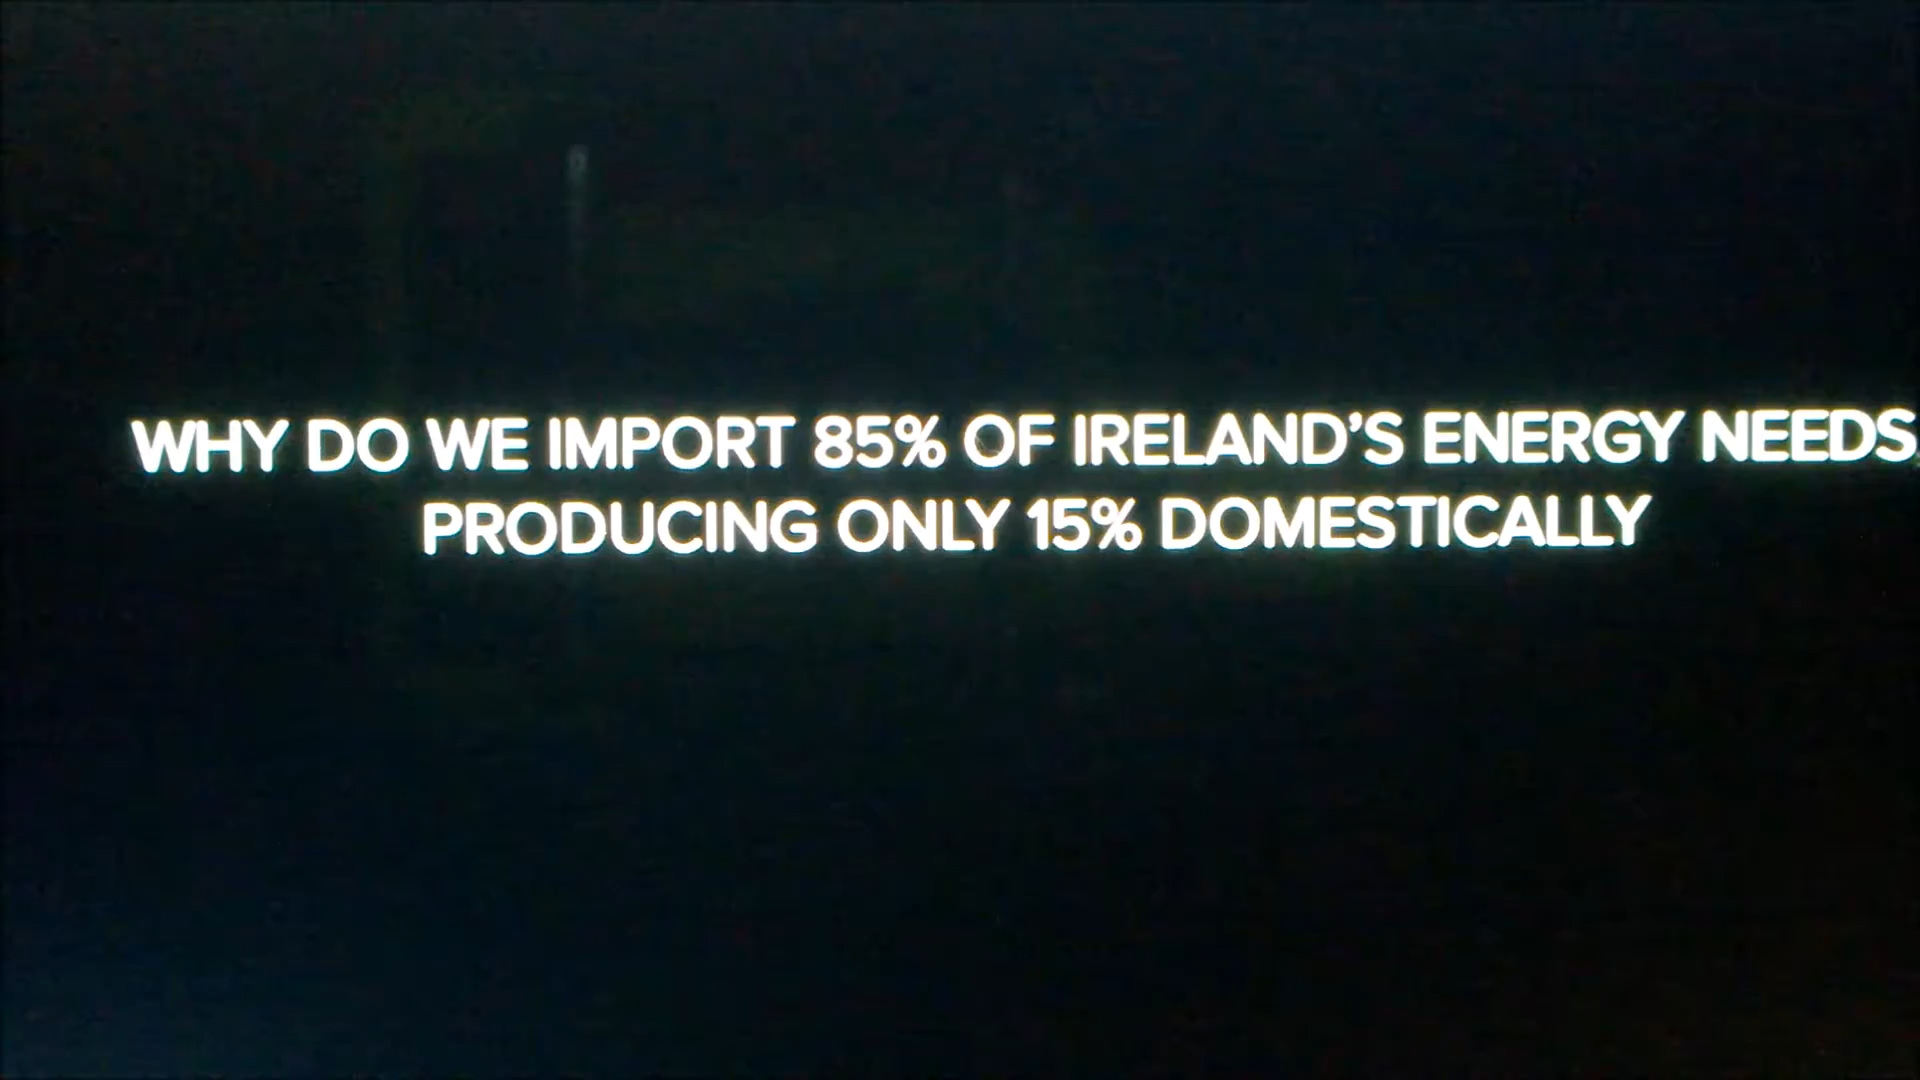 WHY DO WE IMPORT 85% OF IRELAND'S ENERGY NEEDS,
PRODUCING ONLY 15% DOMESTICALLY